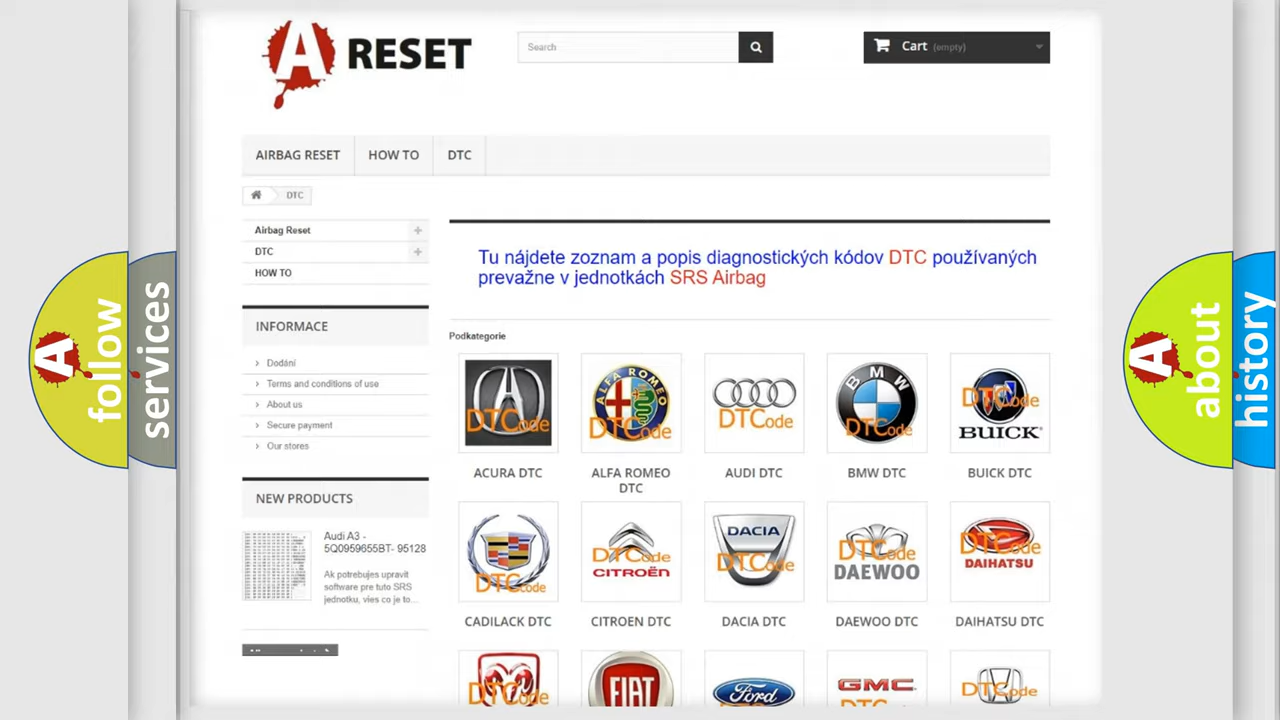 A RESET
Search
Cart (empty)
AIRBAG RESET
HOW TO
DTC
DTC
Airbag Reset
DTC
HOW TO
INFORMACE
Dodání
Terms and conditions of use
About us
Secure payment
Our stores
NEW PRODUCTS
Audi A3 -
5Q0959655BT- 95128
Ak potrebujes upravit
software pre tuto SRS
jednotku, vies co je to...
Tu nájdete zoznam a popis diagnostických kódov DTC používaných
prevažne v jednotkách SRS Airbag
Podkategorie
DTCode
ALFA ROMEO
DTCode
DTCode
BMW
DTCode
DTCode
BUICK
ACURA DTC
ALFA ROMEO
DTC
AUDI DTC
BMW DTC
BUICK DTC
DTCode
DTCode
CITROËN
DACIA
DTCode
DTCode
DAEWOO
DTCode
DAIHATSU
CADILACK DTC
CITROEN DTC
DACIA DTC
DAEWOO DTC
DAIHATSU DTC
DTCode
FIAT
Ford
GMC
DTCode
A follow
services
A about
history